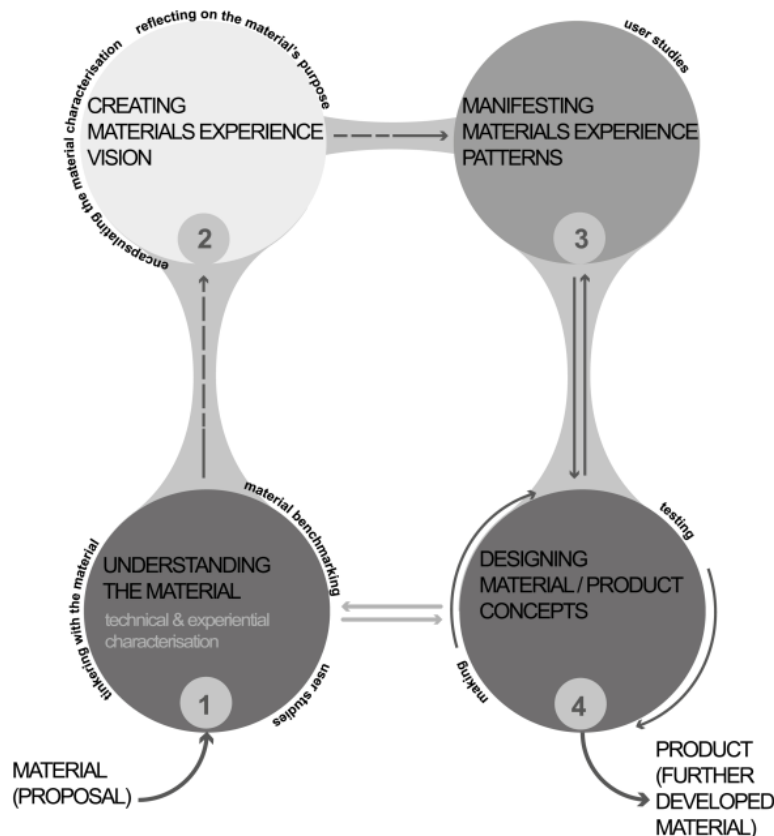 reflecting on the material's purpose
encapsulating the material characterisation
CREATING
MATERIALS EXPERIENCE
VISION
2
user studies
MANIFESTING
MATERIALS EXPERIENCE
PATTERNS
3
tinkering with the material
material benchmarking
user studies
UNDERSTANDING
THE MATERIAL
technical & experiential
characterisation
1
testing
making
DESIGNING
MATERIAL / PRODUCT
CONCEPTS
4
MATERIAL
(PROPOSAL)
PRODUCT
(FURTHER
DEVELOPED
MATERIAL)